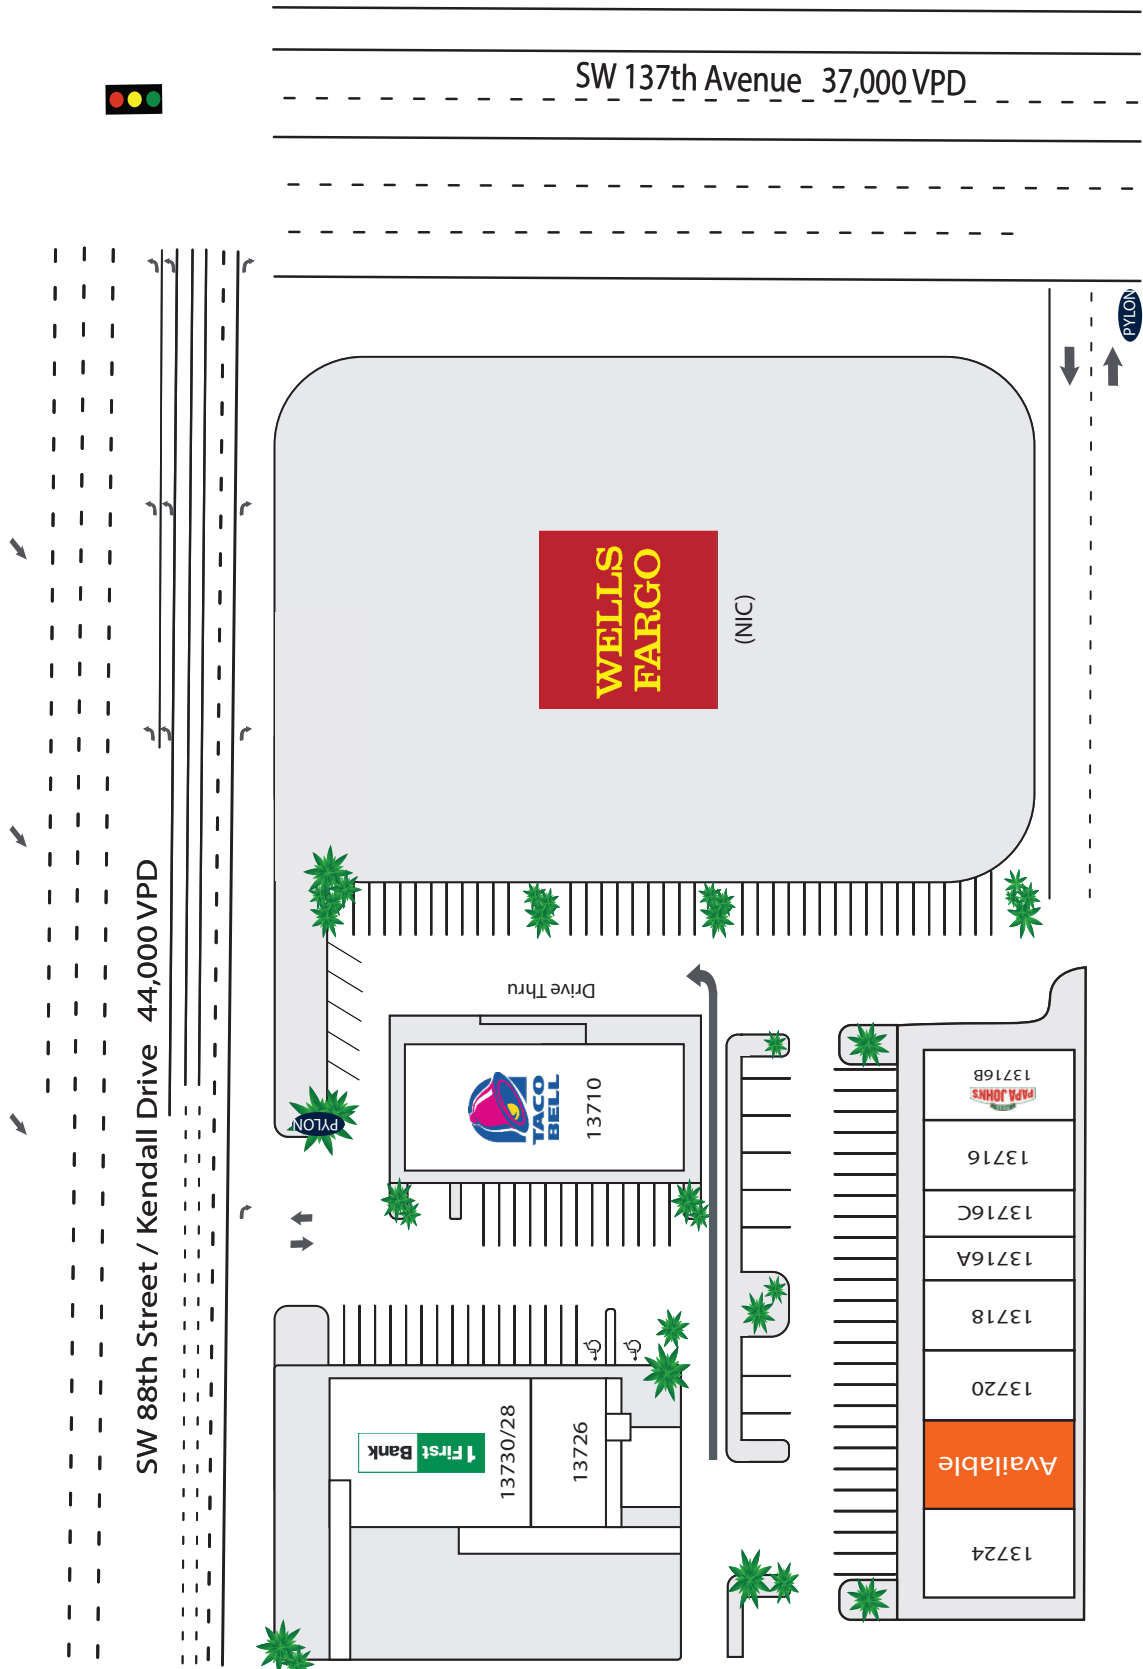 SW 137th Avenue 37,000 VPD
PYLON
WELLS
FARGO
(NIC)
SW 88th Street / Kendall Drive 44,000 VPD
Drive Thru
PYLON
TACO
BELL
13710
13716B
PAPA JOHN'S
13716
13716C
13716A
13718
13720
Available
13724
1 First
Bank
13730/28
13726